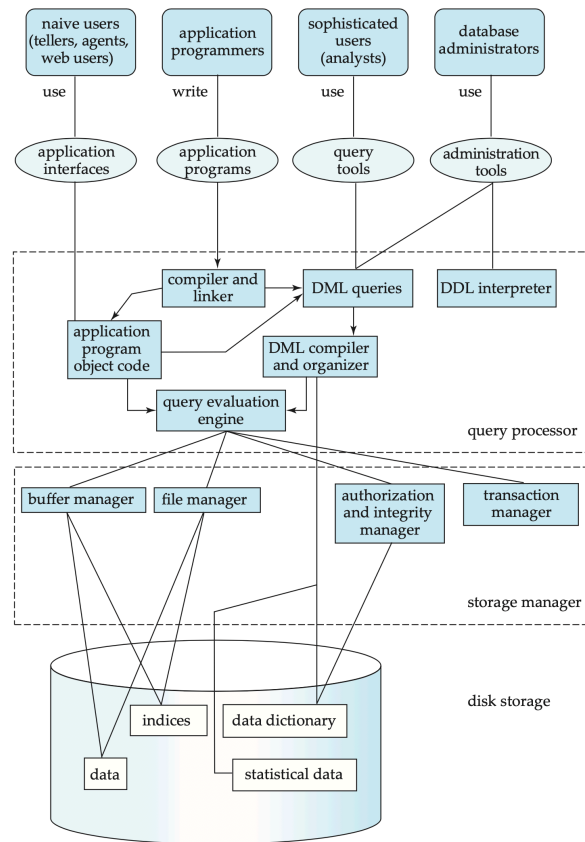 naive users
(tellers, agents,
web users)
application
programmers
sophisticated
users
(analysts)
database
administrators
use
write
use
use
application
interfaces
application
programs
query
tools
administration
tools
compiler and
linker
DML queries
DDL interpreter
application
program
object code
DML compiler
and organizer
query evaluation
engine
query processor
buffer manager
file manager
authorization
and integrity
manager
transaction
manager
storage manager
disk storage
indices
data dictionary
data
statistical data